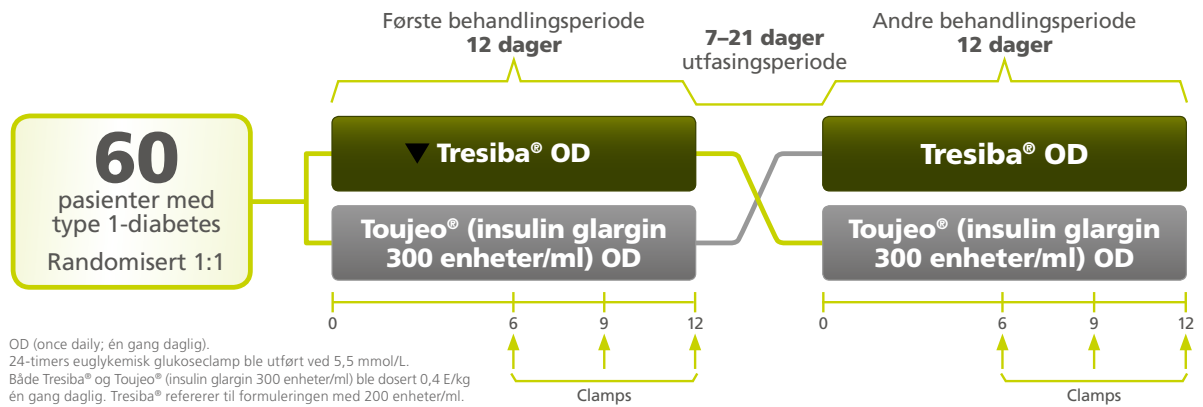 Første behandlingsperiode
12 dager
7–21 dager
utfasingsperiode
Andre behandlingsperiode
12 dager
60
pasienter med
type 1-diabetes
Randomisert 1:1
▼ Tresiba® OD
Toujeo® (insulin glargin
300 enheter/ml) OD
Tresiba® OD
Toujeo® (insulin glargin
300 enheter/ml) OD
0 6 9 12
Clamps
0 6 9 12
Clamps
OD (once daily; én gang daglig).
24-timers euglykemisk glukoseclamp ble utført ved 5,5 mmol/L.
Både Tresiba® og Toujeo® (insulin glargin 300 enheter/ml) ble dosert 0,4 E/kg
én gang daglig. Tresiba® refererer til formuleringen med 200 enheter/ml.